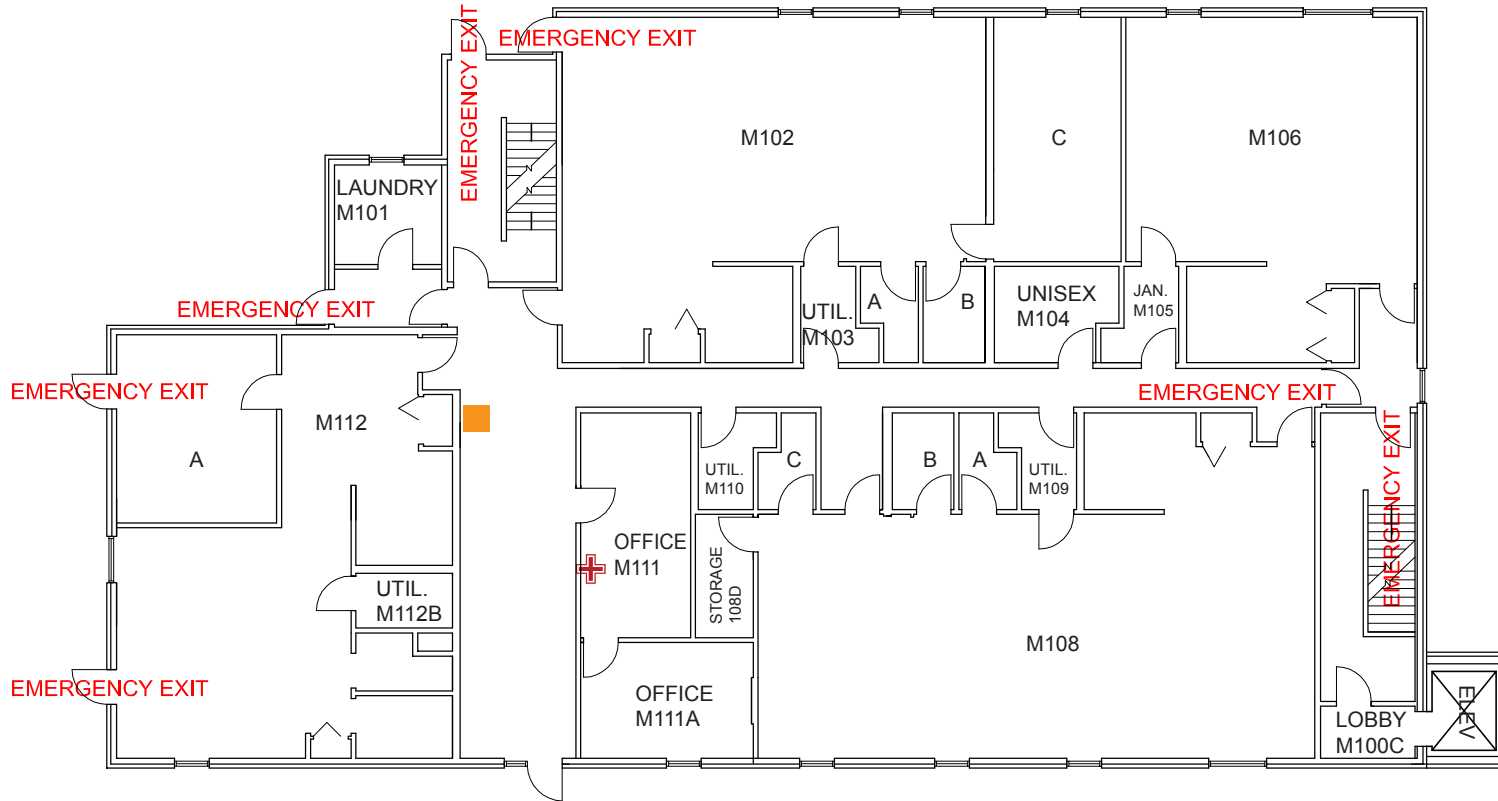 EMERGENCY EXIT
EMERGENCY EXIT
M102
C
M106
LAUNDRY
M101
EMERGENCY EXIT
UTIL.
M103
A
B
UNISEX
M104
JAN.
M105
EMERGENCY EXIT
EMERGENCY EXIT
M112
A
UTIL.
M110
C
B
A
UTIL.
M109
EMERGENCY EXIT
OFFICE
M111
STORAGE
108D
UTIL.
M112B
M108
EMERGENCY EXIT
OFFICE
M111A
LOBBY
M100C
ELEV